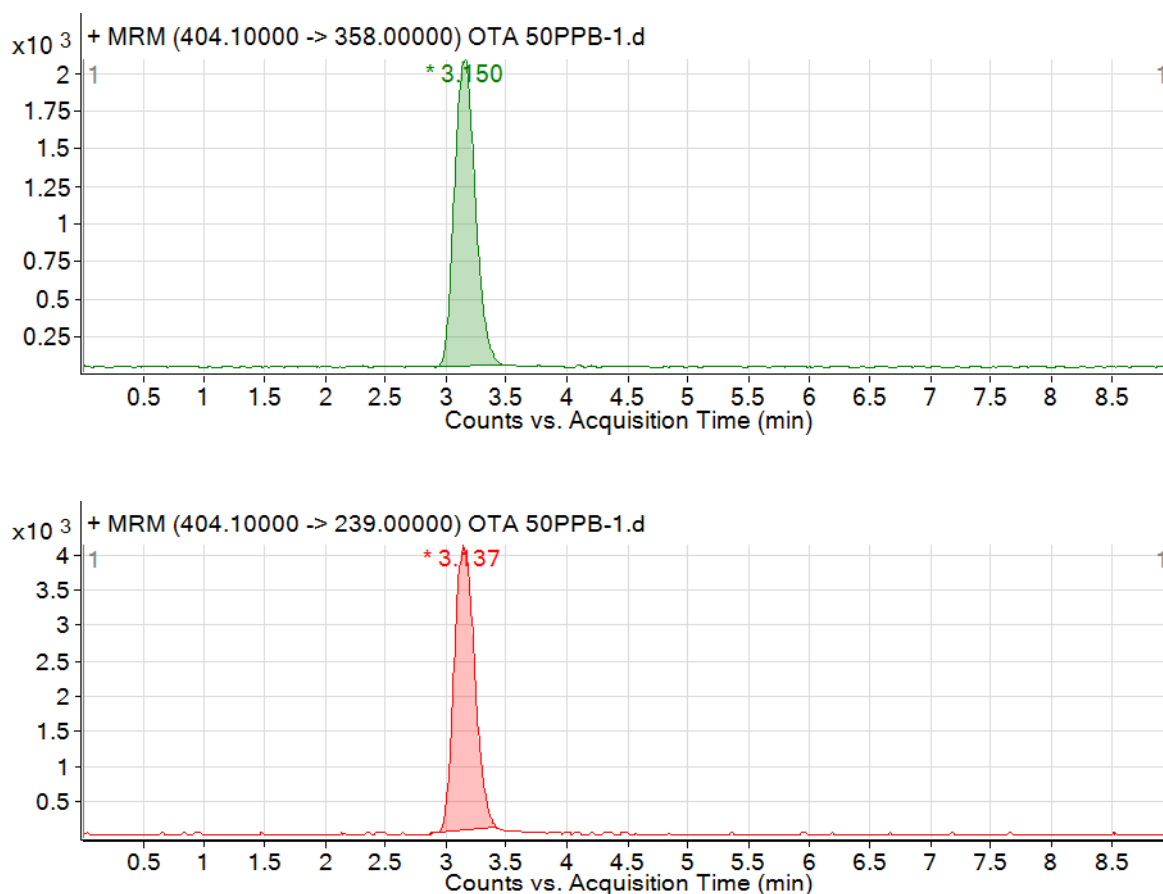 x10 3 + MRM (404.10000 -> 358.00000) OTA 50PPB-1.d
1 * 3.150 1
2
1.75
1.5
1.25
1
0.75
0.5
0.25
0.5 1 1.5 2 2.5 3 3.5 4 4.5 5 5.5 6 6.5 7 7.5 8 8.5
Counts vs. Acquisition Time (min)
x10 3 + MRM (404.10000 -> 239.00000) OTA 50PPB-1.d
1 * 3.137 1
4
3.5
3
2.5
2
1.5
1
0.5
0.5 1 1.5 2 2.5 3 3.5 4 4.5 5 5.5 6 6.5 7 7.5 8 8.5
Counts vs. Acquisition Time (min)